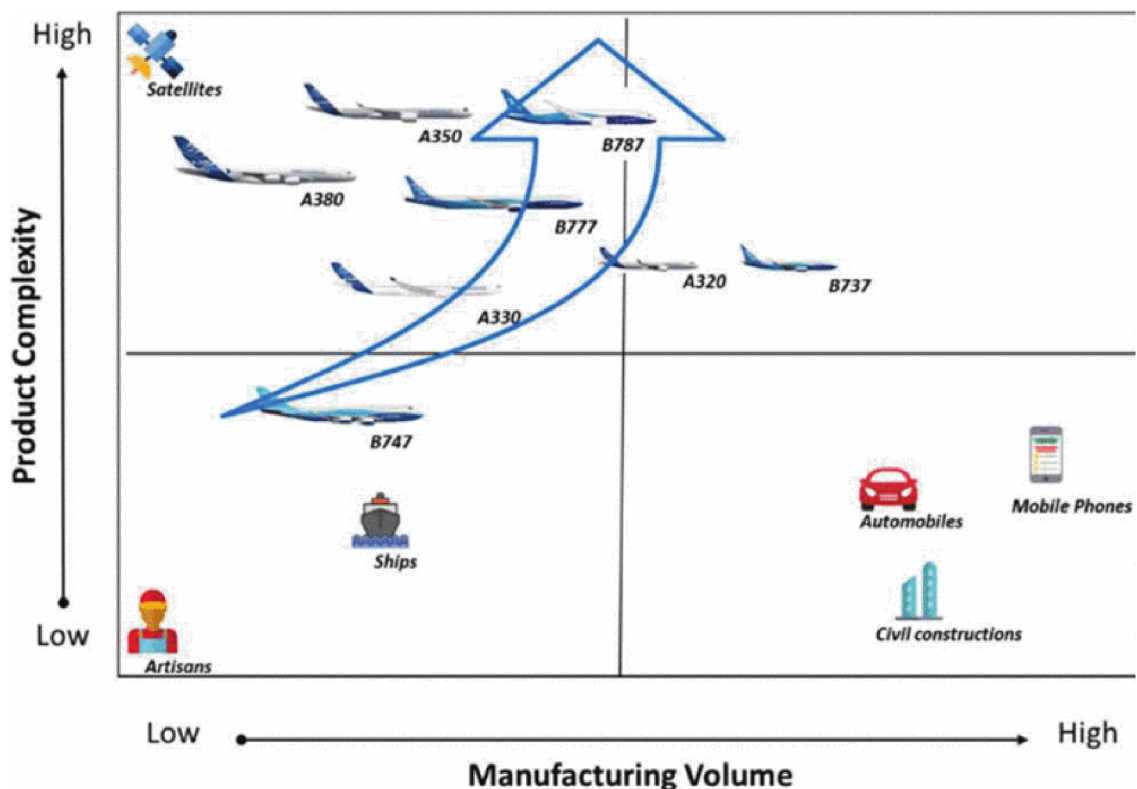 High
Satellites
A350
B787
A380
B777
A320
B737
A330
Product Complexity
B747
Mobile Phones
Automobiles
Ships
Low
Civil constructions
Artisans
Low
High
Manufacturing Volume